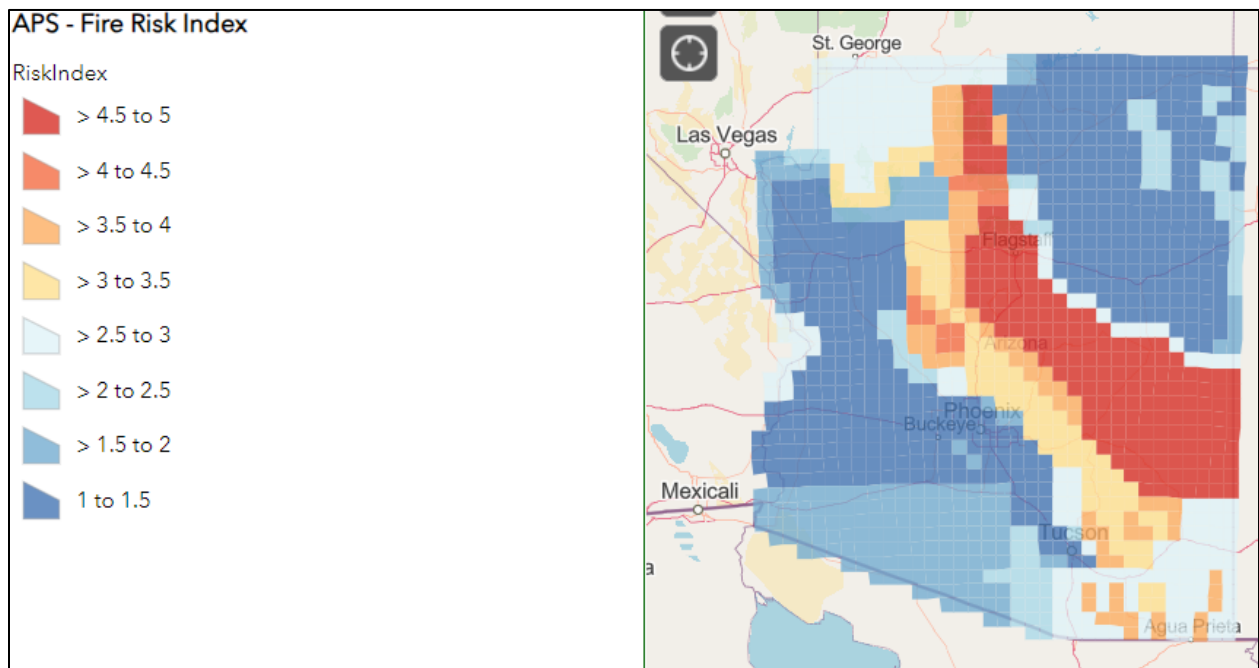 APS - Fire Risk Index
RiskIndex
> 4.5 to 5
> 4 to 4.5
> 3.5 to 4
> 3 to 3.5
> 2.5 to 3
> 2 to 2.5
> 1.5 to 2
1 to 1.5
St. George
Las Vegas
Flagstaff
Arizona
Phoenix
Buckeye
Mexicali
Tucson
a
Agua Prieta